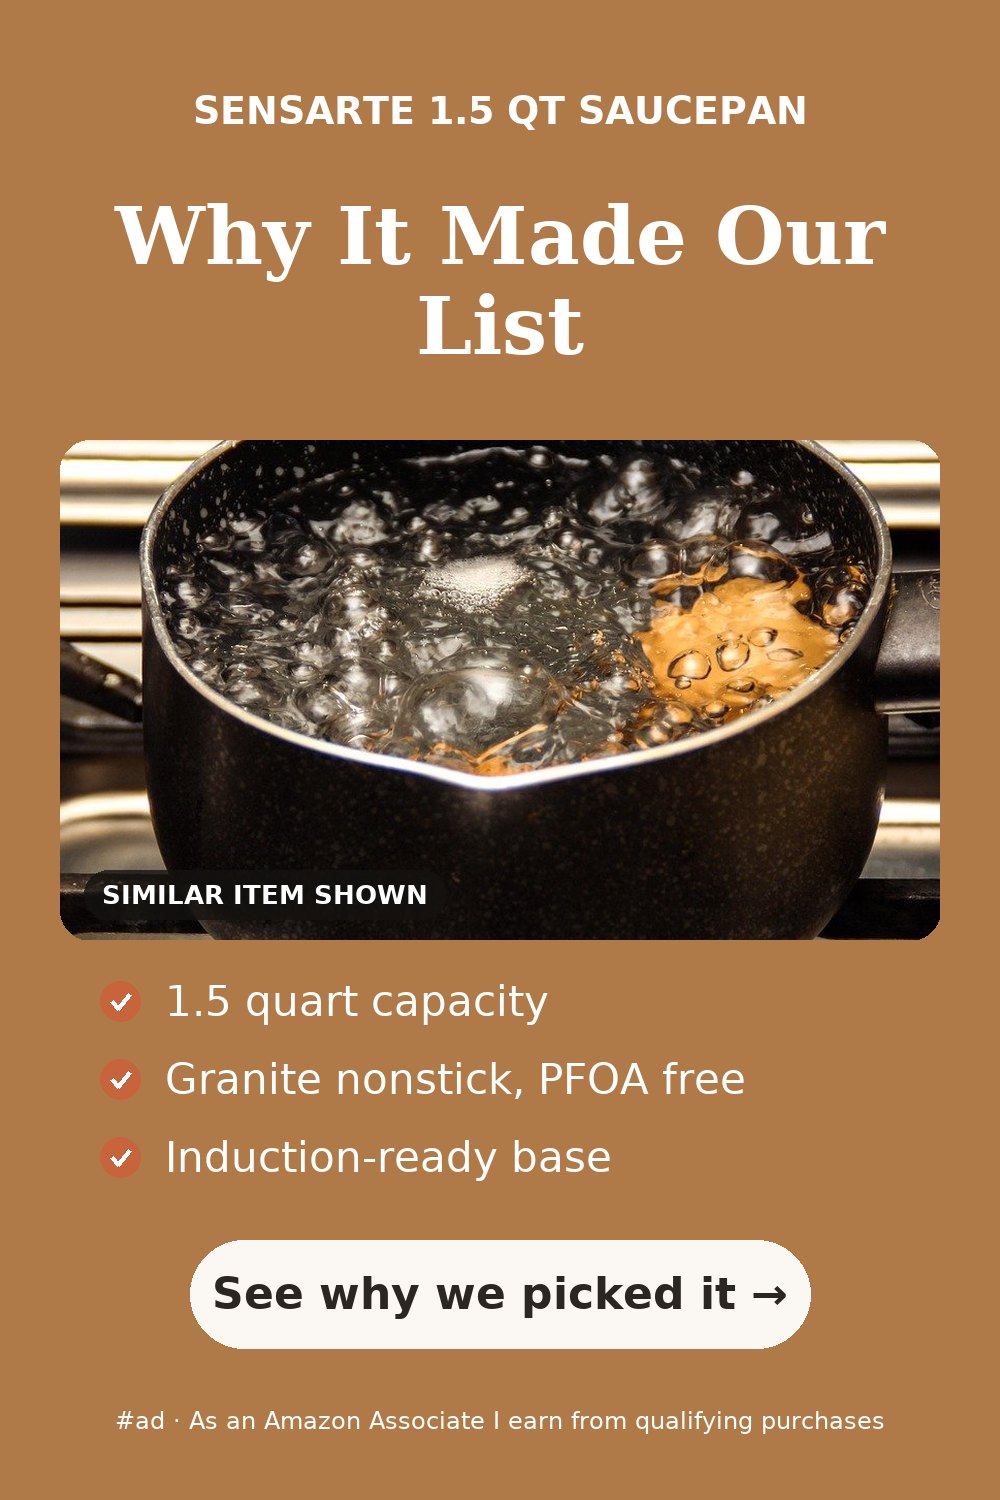 SENSARTE 1.5 QT SAUCEPAN
Why It Made Our
List
SIMILAR ITEM SHOWN
1.5 quart capacity
Granite nonstick, PFOA free
Induction-ready base
See why we picked it →
#ad · As an Amazon Associate I earn from qualifying purchases